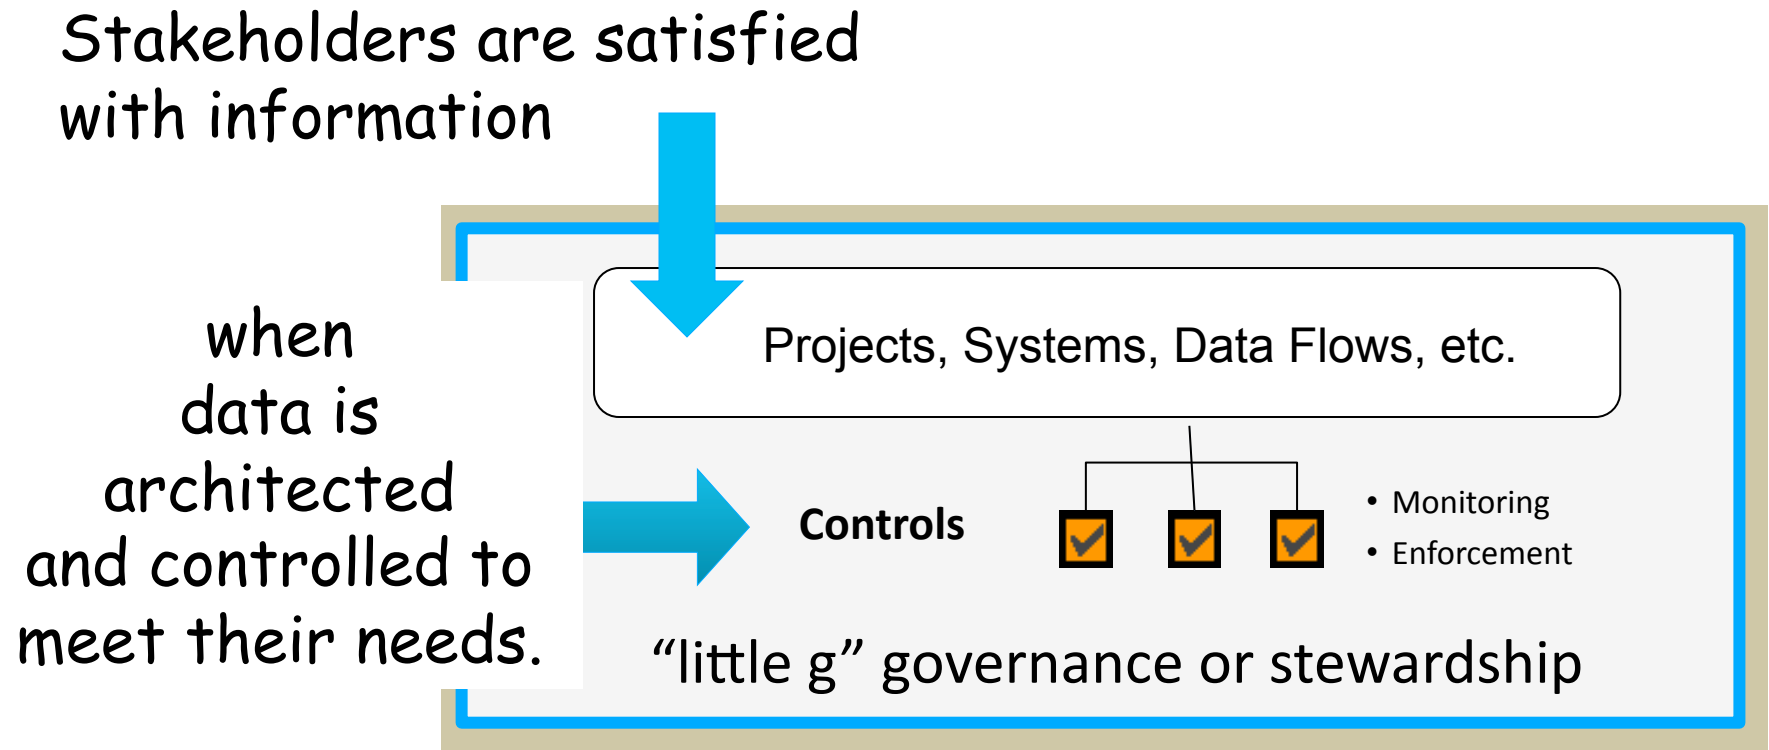 Stakeholders are satisfied
with information
when
data is
architected
and controlled to
meet their needs.
Projects, Systems, Data Flows, etc.
Controls
• Monitoring
• Enforcement
“little g” governance or stewardship